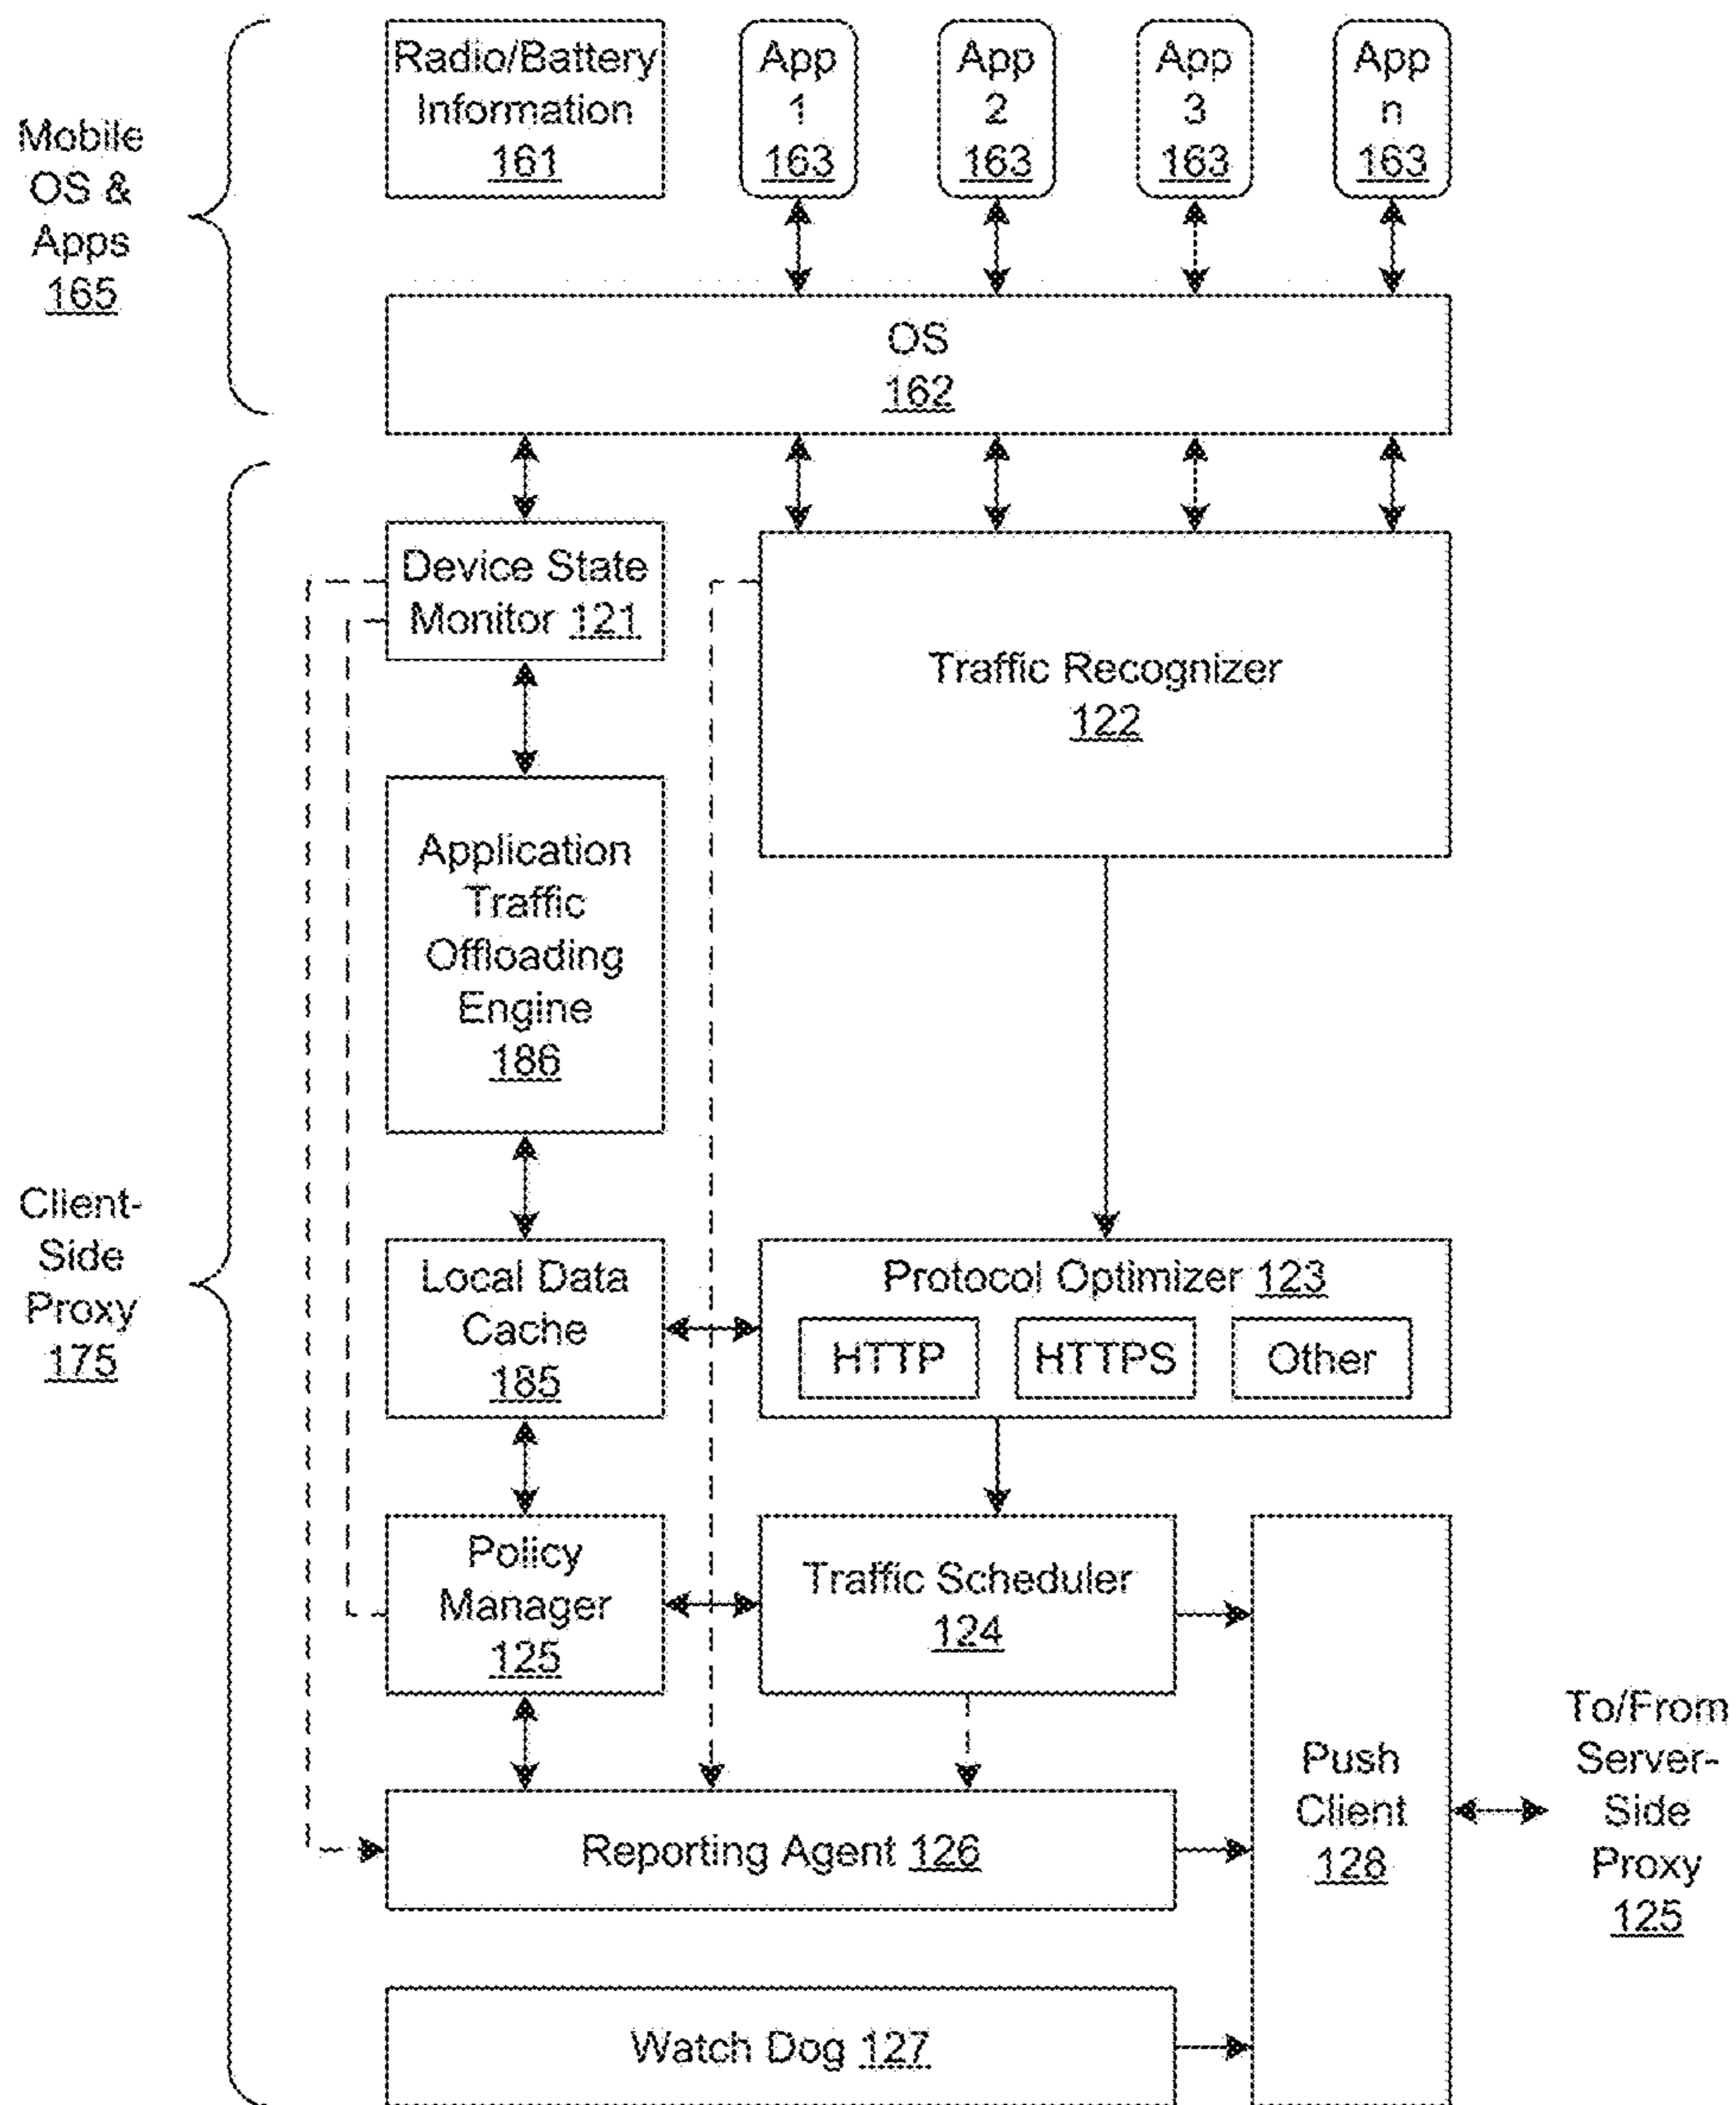 Mobile
OS &
Apps
165
Radio/Battery
Information
161
App
1
163
App
2
163
App
3
163
App
n
163
OS
162
Client-
Side
Proxy
175
Device State
Monitor 121
Traffic Recognizer
122
Application
Traffic
Offloading
Engine
186
Local Data
Cache
185
Protocol Optimizer 123
HTTP
HTTPS
Other
Policy
Manager
125
Traffic Scheduler
124
Push
Client
128
To/From
Server-
Side
Proxy
125
Reporting Agent 126
Watch Dog 127